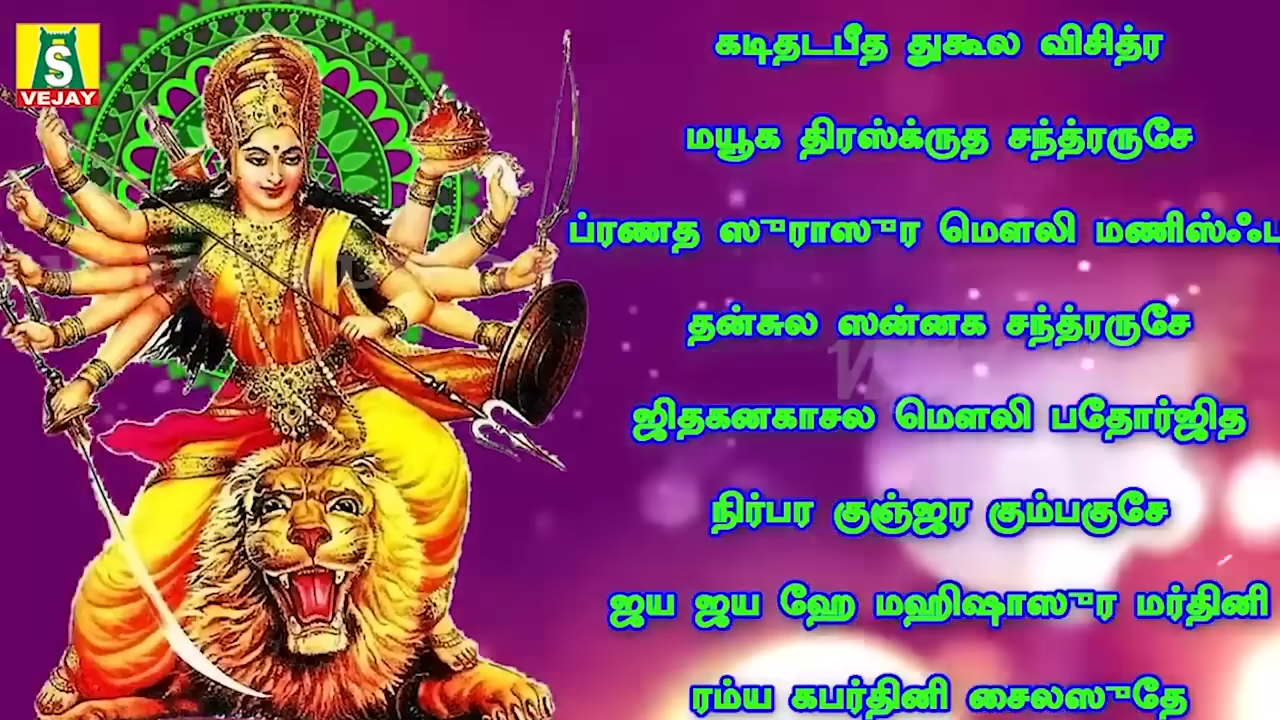 S
VEJAY
கடிதடபீத துகூல விசித்ர
மயூக திரஸ்க்ருத சந்த்ரருசே
ப்ரணத ஸுராஸுர மௌலி மணிஸ்ஃபு
தன்சுல ஸன்னக சந்த்ரருசே
ஜிதகனகாசல மௌலி பதோர்ஜித
நிர்பர குஞ்ஜர கும்பகுசே
ஜய ஜய ஹே மஹிஷாஸுர மர்தினி
ரம்ய கபர்தினி சைலஸுதே